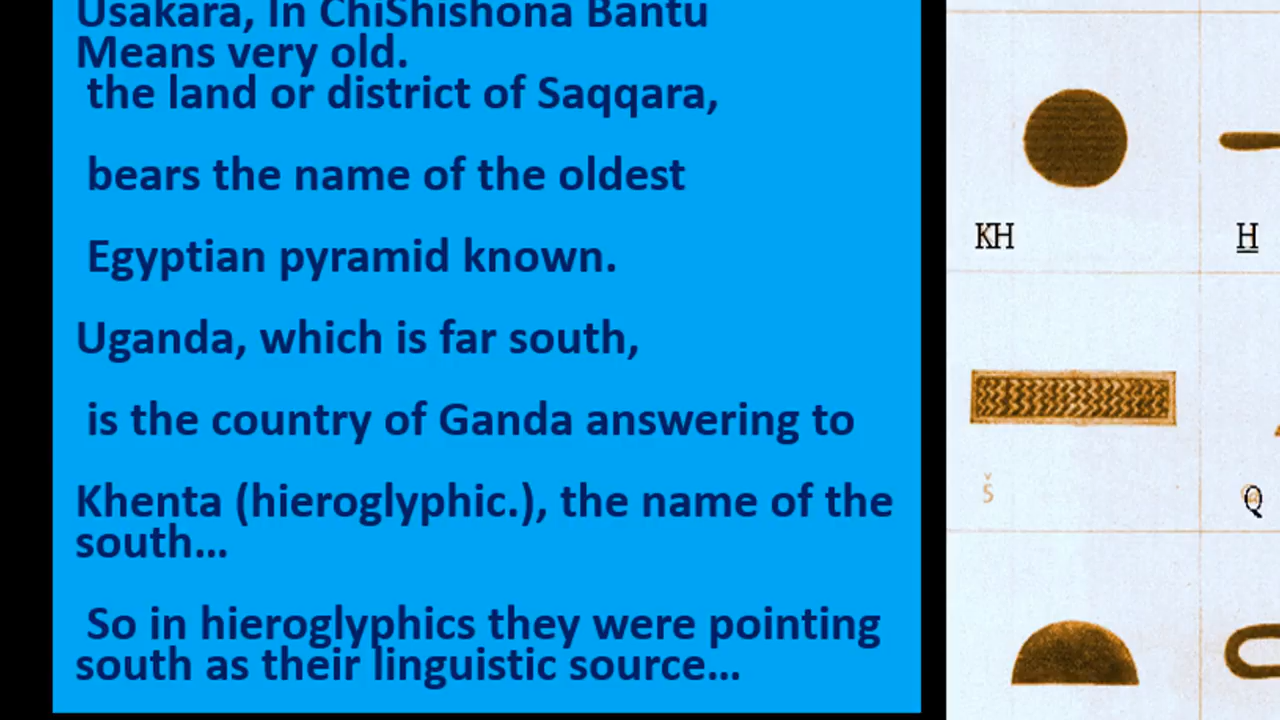 Usakara, In ChiShishona Bantu
Means very old.
the land or district of Saqqara,
bears the name of the oldest
Egyptian pyramid known.
Uganda, which is far south,
is the country of Ganda answering to
Khenta (hieroglyphic.), the name of the
south...
So in hieroglyphics they were pointing
south as their linguistic source...
KH
H
Š
Q